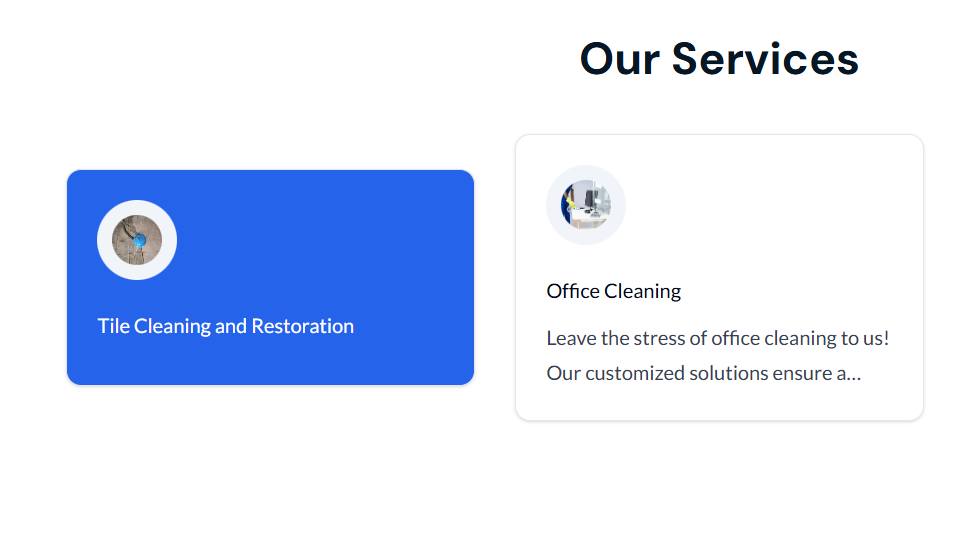 Our Services
Tile Cleaning and Restoration
Office Cleaning
Leave the stress of office cleaning to us!
Our customized solutions ensure a...